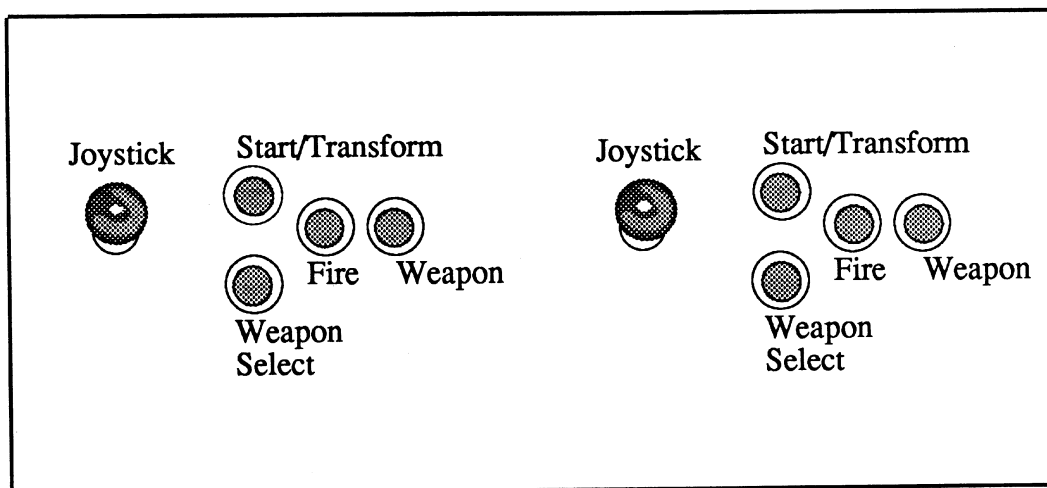 Joystick
Start/Transform
Fire
Weapon
Weapon
Select
Joystick
Start/Transform
Fire
Weapon
Weapon
Select